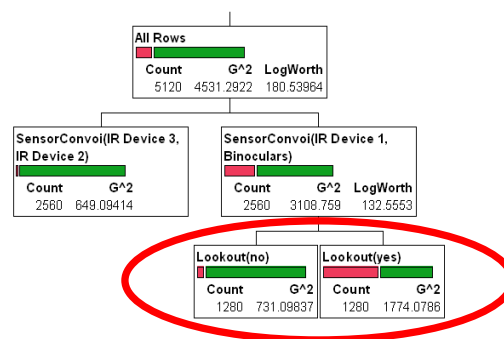 All Rows
Count G^2 LogWorth
5120 4531.2922 180.53964
SensorConvoi(IR Device 3,
IR Device 2)
Count G^2
2560 649.09414
SensorConvoi(IR Device 1,
Binoculars)
Count G^2 LogWorth
2560 3108.759 132.5553
Lookout(no)
Count G^2
1280 731.09837
Lookout(yes)
Count G^2
1280 1774.0786